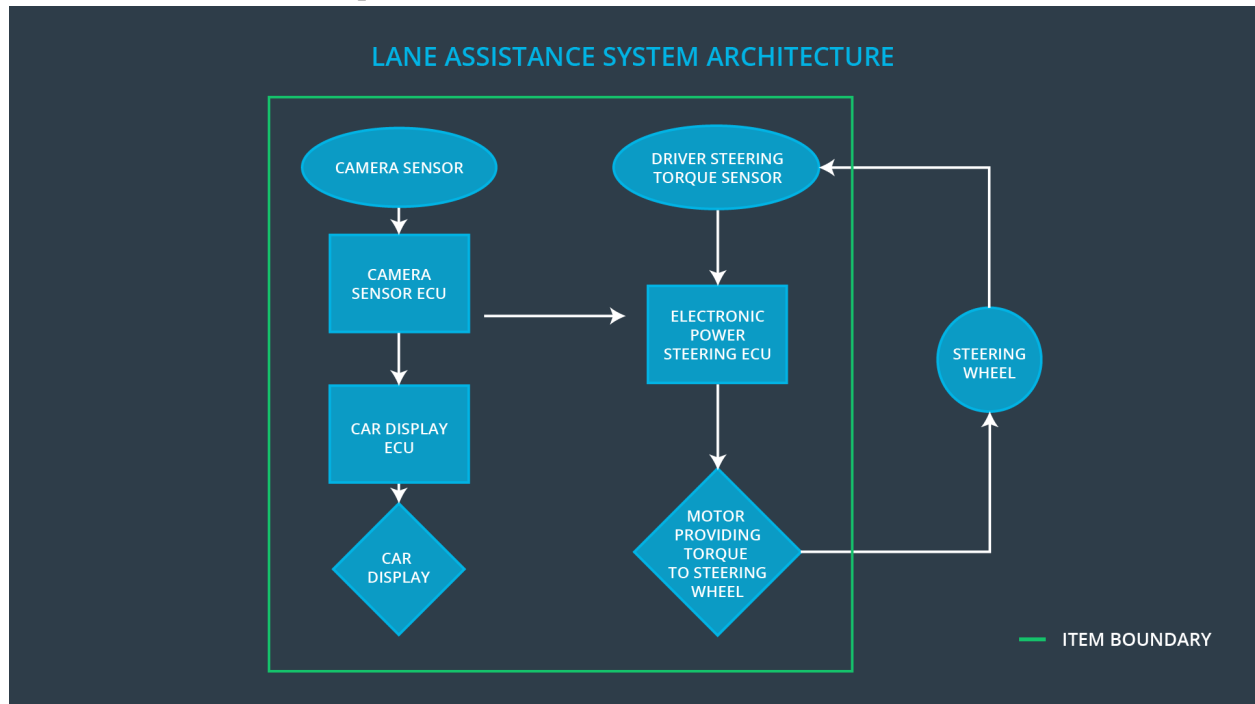 LANE ASSISTANCE SYSTEM ARCHITECTURE
CAMERA SENSOR
CAMERA
SENSOR ECU
CAR DISPLAY
ECU
CAR
DISPLAY
DRIVER STEERING
TORQUE SENSOR
ELECTRONIC
POWER
STEERING ECU
MOTOR
PROVIDING
TORQUE
TO STEERING
WHEEL
STEERING
WHEEL
ITEM BOUNDARY